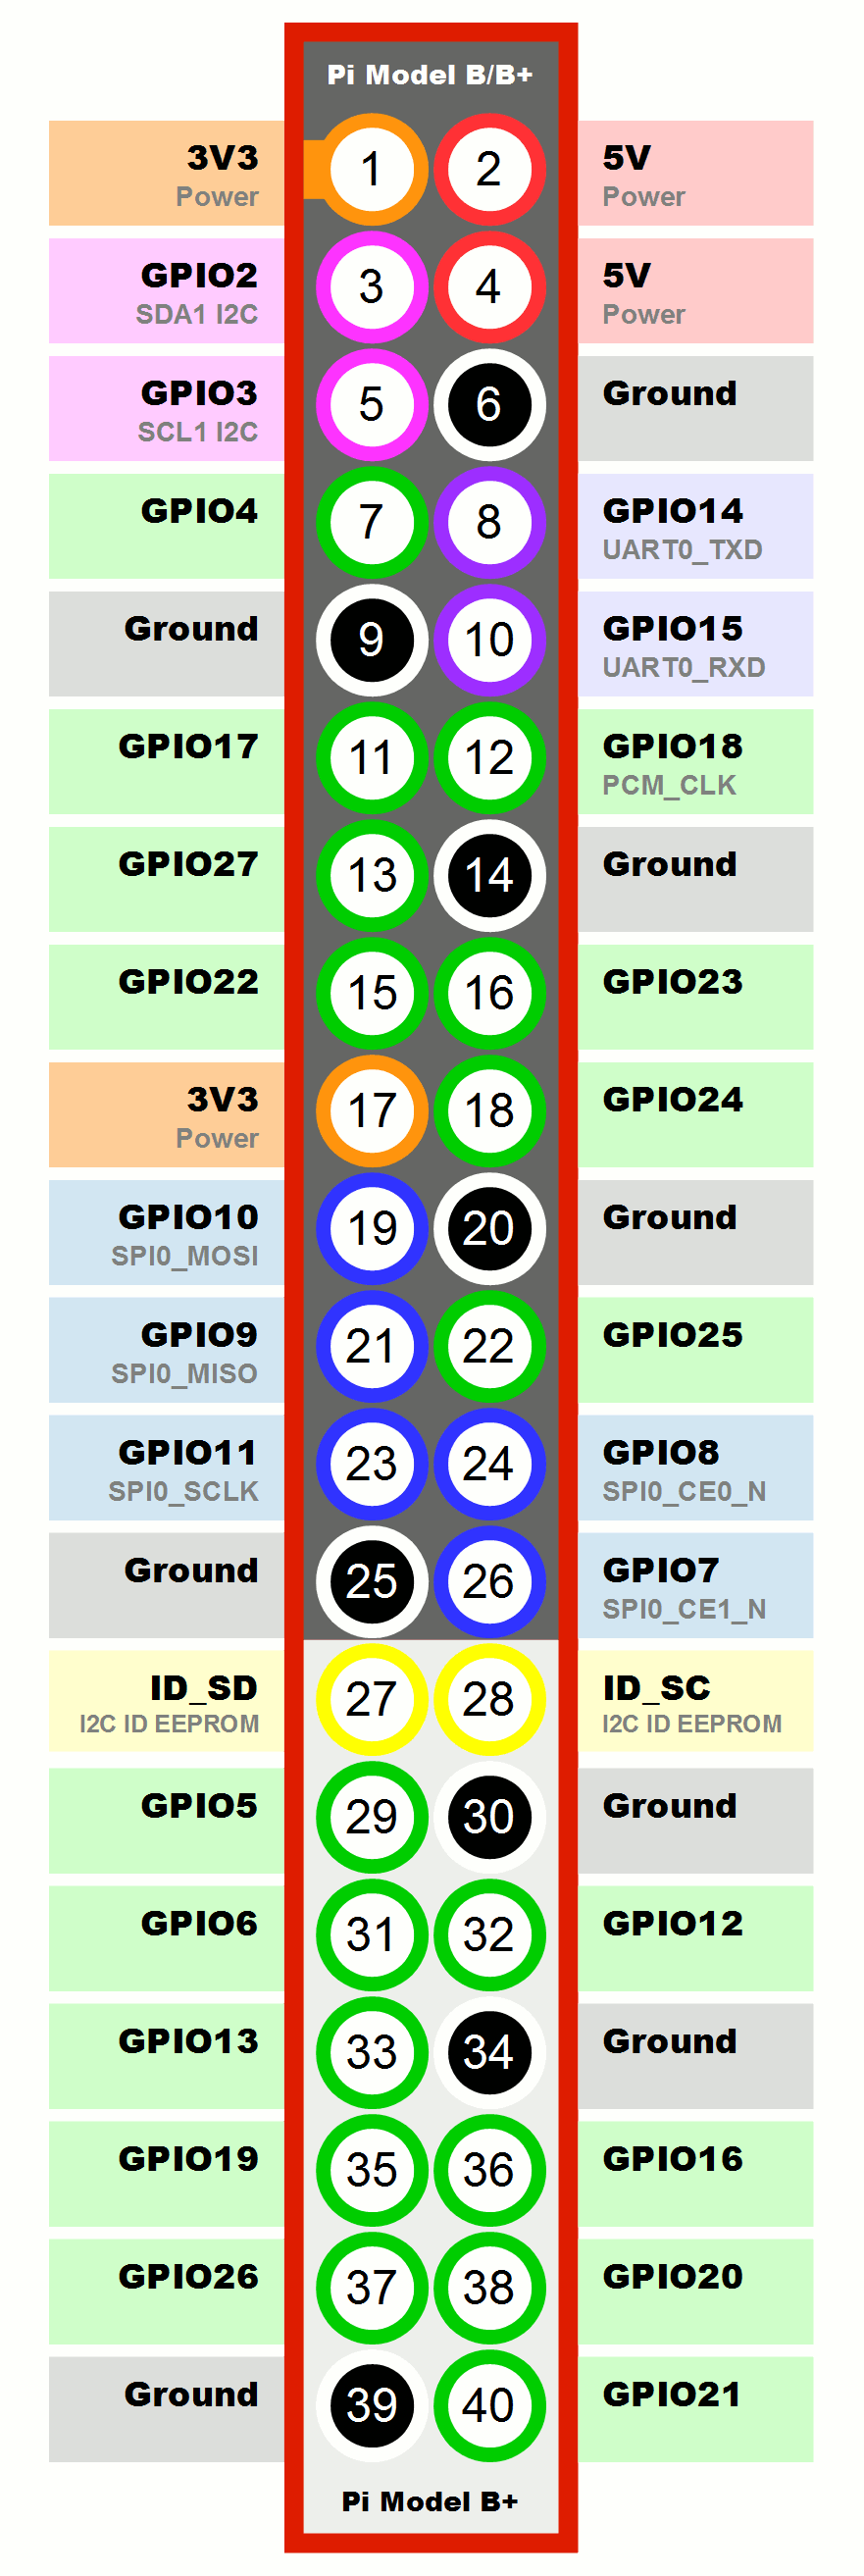 Pi Model B/B+
3V3 1 2 5V
Power Power
GPIO2 3 4 5V
SDA1 I2C Power
GPIO3 5 6 Ground
SCL1 I2C
GPIO4 7 8 GPIO14
UART0_TXD
Ground 9 10 GPIO15
UART0_RXD
GPIO17 11 12 GPIO18
PCM_CLK
GPIO27 13 14 Ground
GPIO22 15 16 GPIO23
3V3 17 18 GPIO24
Power
GPIO10 19 20 Ground
SPI0_MOSI
GPIO9 21 22 GPIO25
SPI0_MISO
GPIO11 23 24 GPIO8
SPI0_SCLK SPI0_CE0_N
Ground 25 26 GPIO7
SPI0_CE1_N
ID_SD 27 28 ID_SC
I2C ID EEPROM I2C ID EEPROM
GPIO5 29 30 Ground
GPIO6 31 32 GPIO12
GPIO13 33 34 Ground
GPIO19 35 36 GPIO16
GPIO26 37 38 GPIO20
Ground 39 40 GPIO21
Pi Model B+